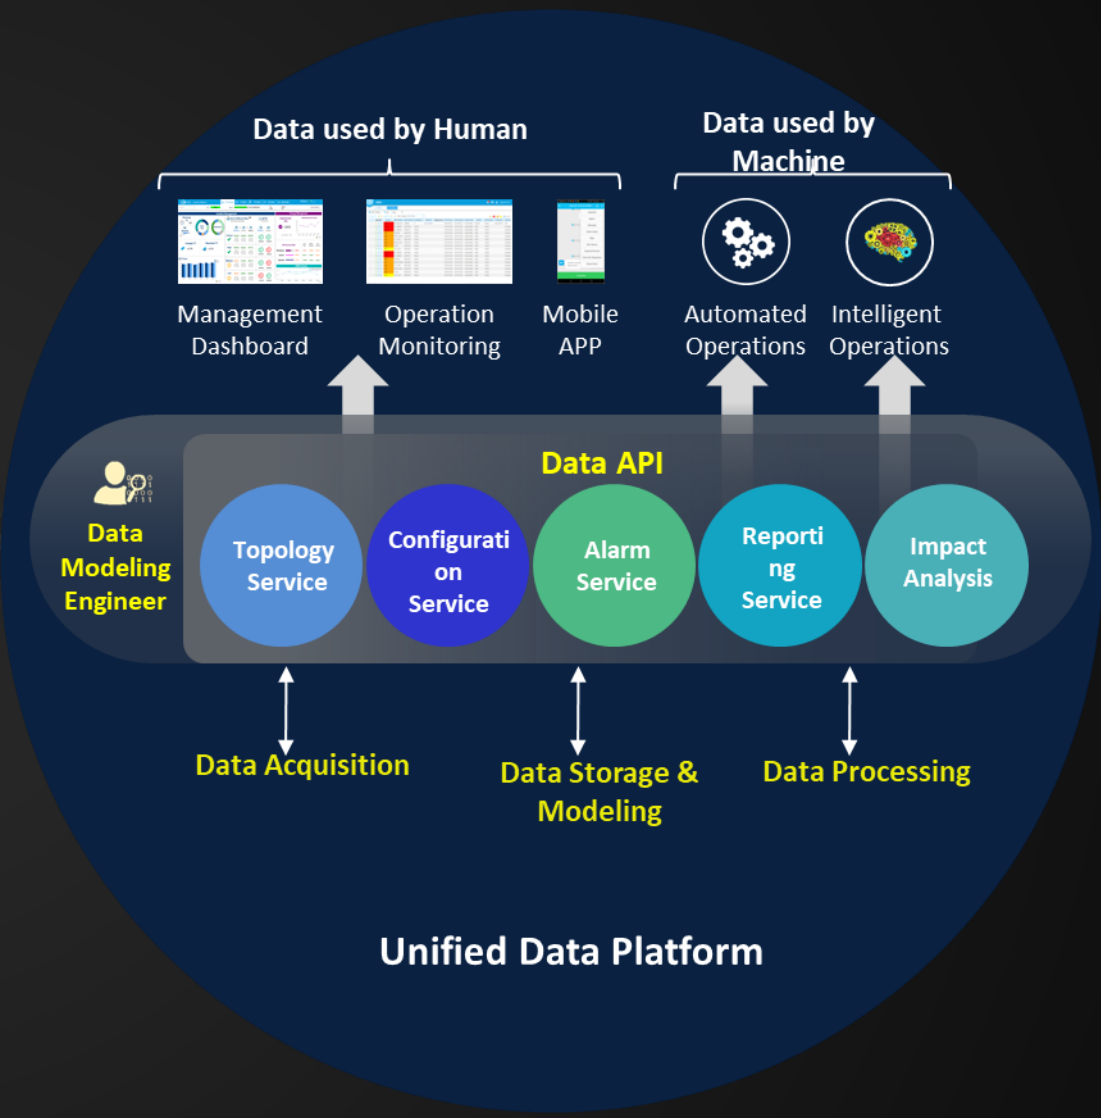 Data used by Human
Data used by
Machine
Management
Dashboard
Operation
Monitoring
Mobile
APP
Automated
Operations
Intelligent
Operations
Data API
Data
Modeling
Engineer
Topology
Service
Configurati
on
Service
Alarm
Service
Reporti
ng
Service
Impact
Analysis
Data Acquisition
Data Storage &
Modeling
Data Processing
Unified Data Platform